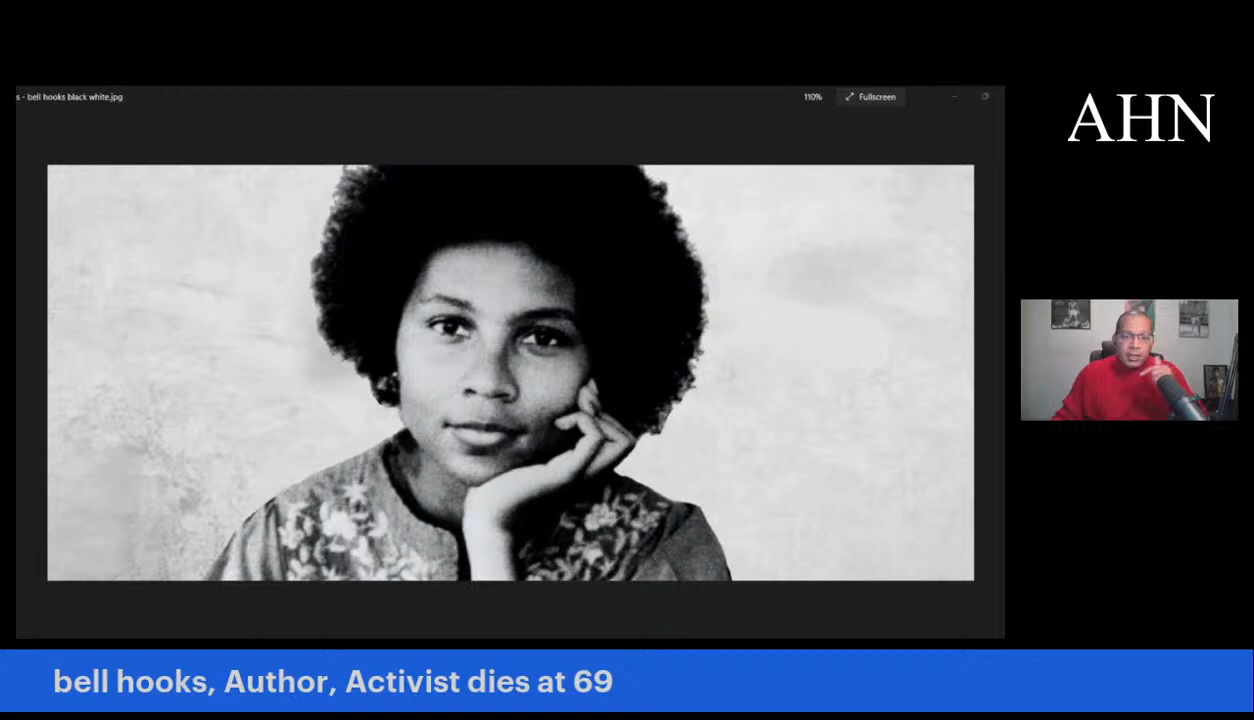 s - bell hooks black white.jpg
110%
Fullscreen
AHN
bell hooks, Author, Activist dies at 69